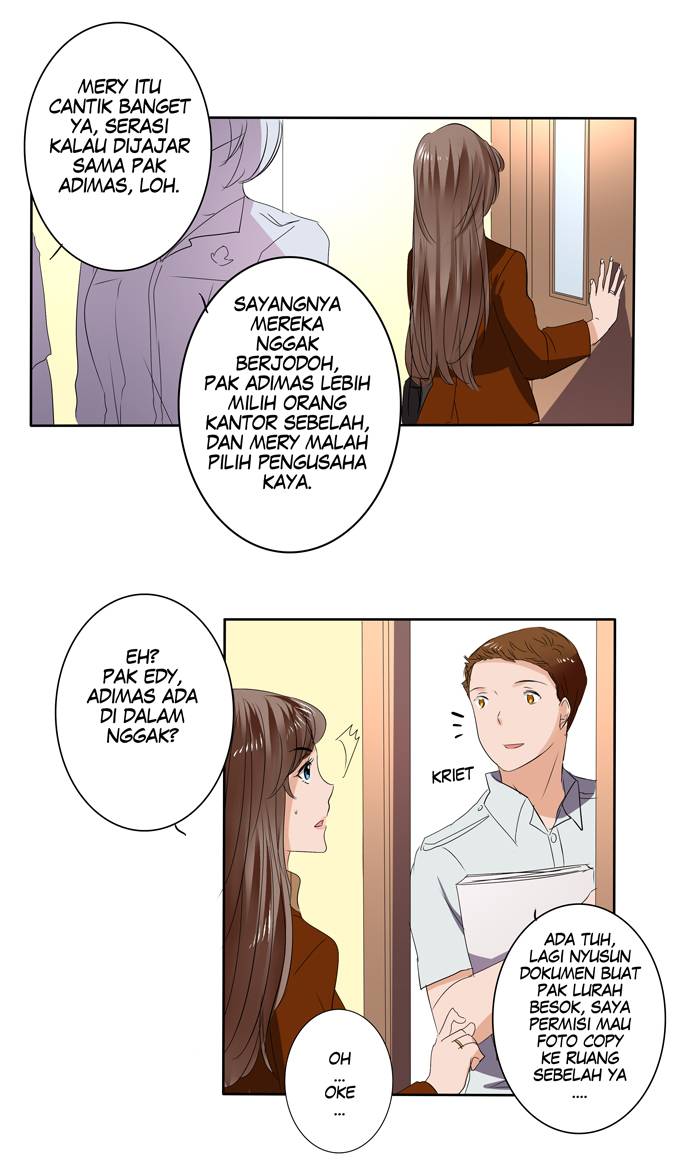 MERY ITU
CANTIK BANGET
YA, SERASI
KALAU DIJAJAR
SAMA PAK
ADIMAS, LOH.
SAYANGNYA
MEREKA
NGGAK
BERJODOH,
PAK ADIMAS LEBIH
MILIH ORANG
KANTOR SEBELAH,
DAN MERY MALAH
PILIH PENGUSAHA
KAYA.
EH?
PAK EDY,
ADIMAS ADA
DI DALAM
NGGAK?
KRIET
ADA TUH,
LAGI NYUSUN
DOKUMEN BUAT
PAK LURAH
BESOK, SAYA
PERMISI MAU
FOTO COPY
KE RUANG
SEBELAH YA
....
OH
...
OKE
...